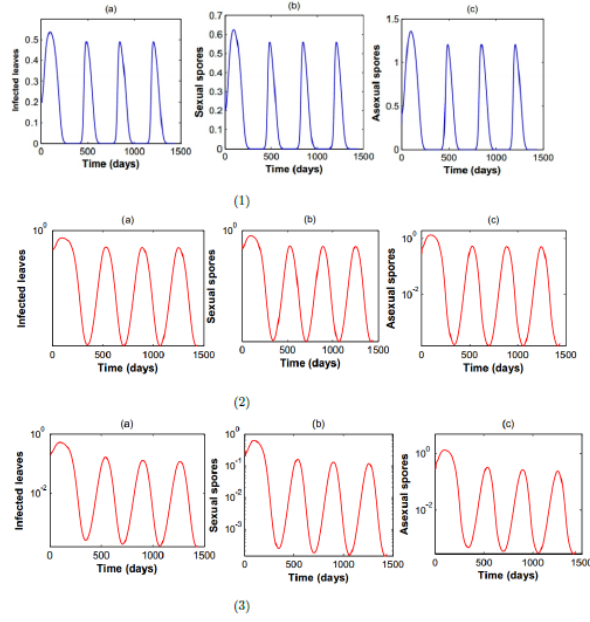 (a) (b) (c)
Infected leaves
0.5
0.4
0.3
0.2
0.1
0
0 500 1000 1500
Time (days)
Sexual spores
0.7
0.6
0.5
0.4
0.3
0.2
0.1
0
0 500 1000 1500
Time (days)
Asexual spores
1.5
1
0.5
0
0 500 1000 1500
Time (days)
(1)
(a) (b) (c)
Infected leaves
10^0
0 500 1000 1500
Time (days)
Sexual spores
10^0
0 500 1000 1500
Time (days)
Asexual spores
10^0
10^-2
0 500 1000 1500
Time (days)
(2)
(a) (b) (c)
Infected leaves
10^0
10^-2
0 500 1000 1500
Time (days)
Sexual spores
10^0
10^-1
10^-2
10^-3
0 500 1000 1500
Time (days)
Asexual spores
10^0
10^-2
0 500 1000 1500
Time (days)
(3)